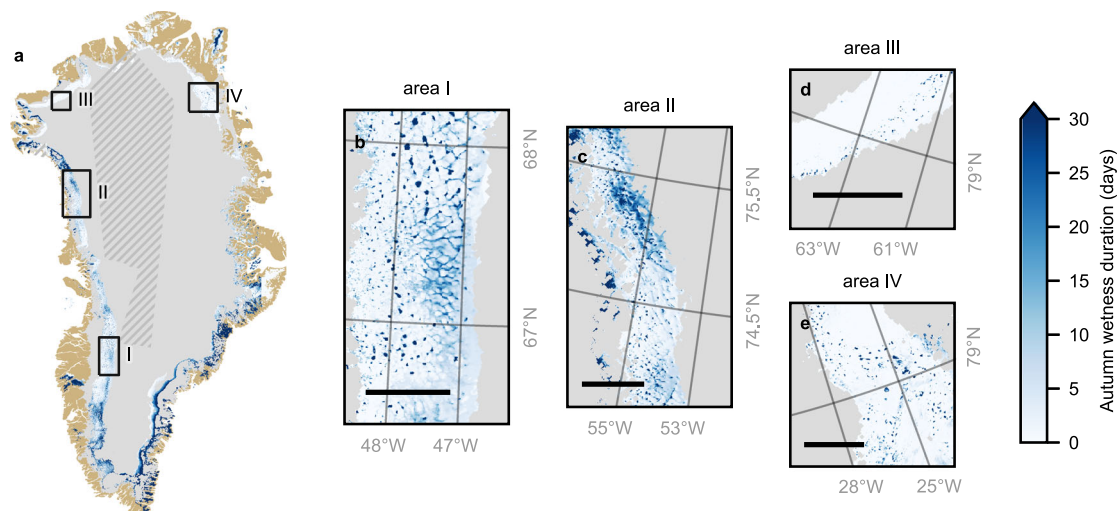 a
III
IV
II
I
area I
b
68°N
67°N
48°W
47°W
area II
c
75.5°N
74.5°N
55°W
53°W
area III
d
79°N
63°W
61°W
area IV
e
79°N
28°W
25°W
30
25
20
15
10
5
0
Autumn wetness duration (days)